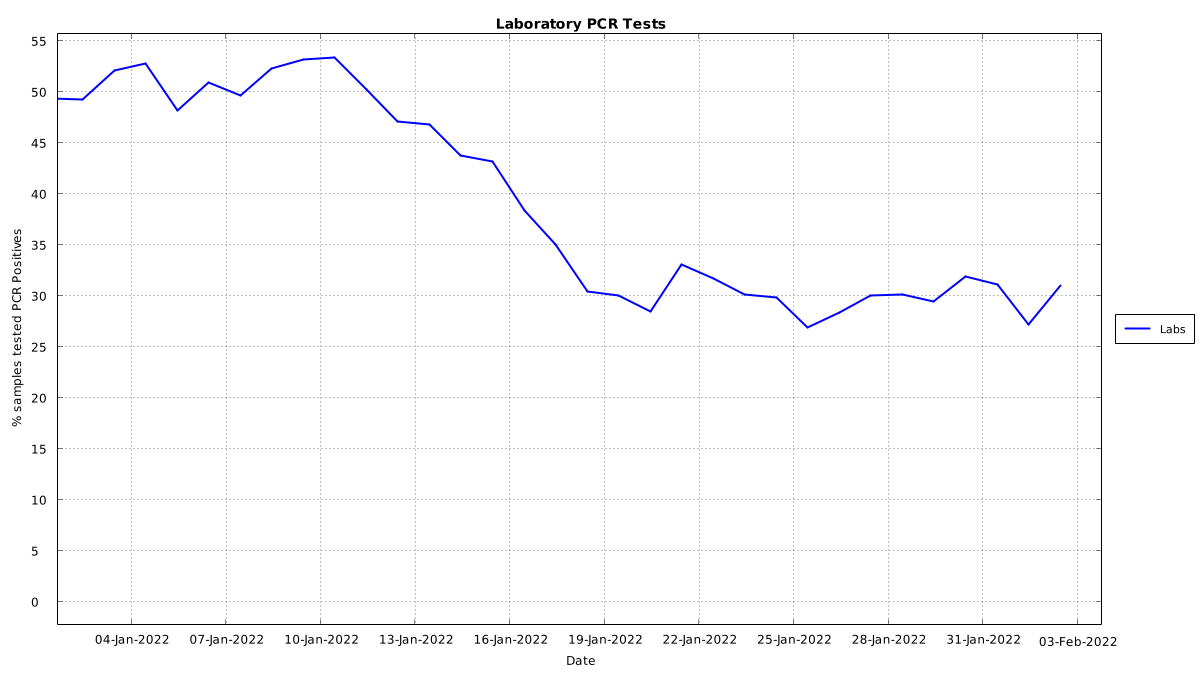 Laboratory PCR Tests
55
50
45
40
35
30
25
20
15
10
5
0
% samples tested PCR Positives
04-Jan-2022 07-Jan-2022 10-Jan-2022 13-Jan-2022 16-Jan-2022 19-Jan-2022 22-Jan-2022 25-Jan-2022 28-Jan-2022 31-Jan-2022 03-Feb-2022
Date
Labs